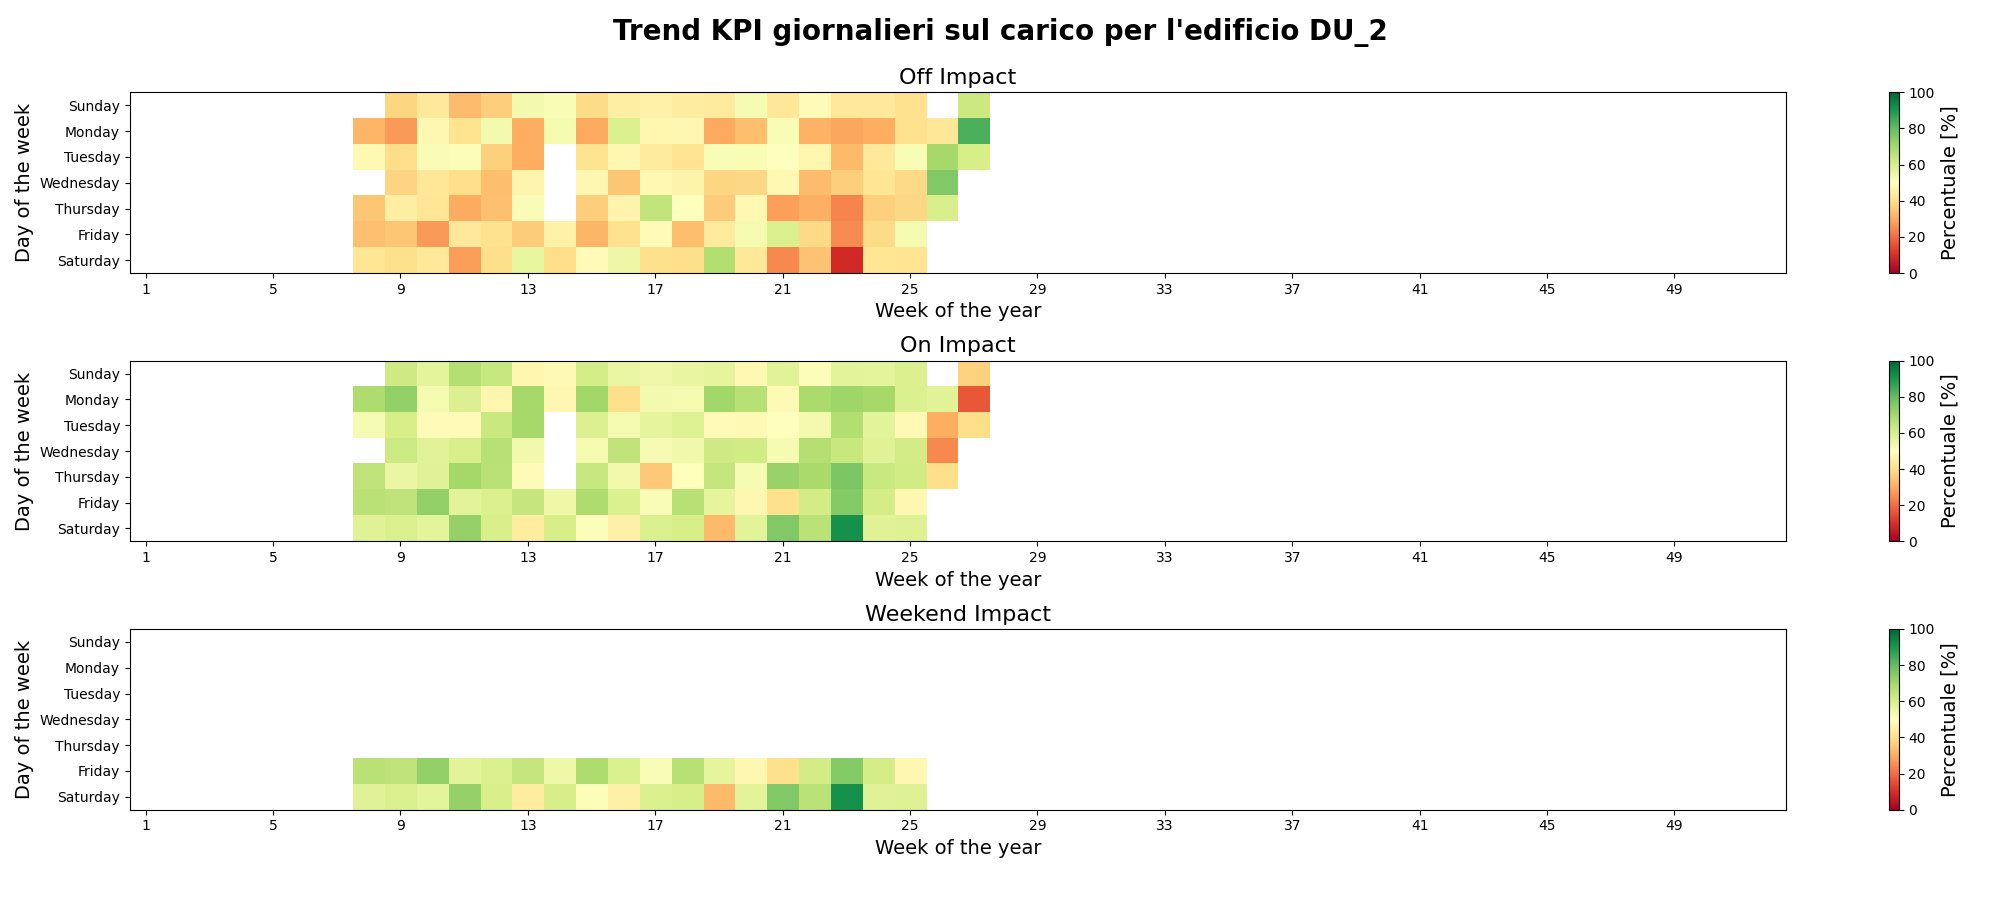 Trend KPI giornalieri sul carico per l'edificio DU_2
Off Impact
Day of the week
Sunday
Monday
Tuesday
Wednesday
Thursday
Friday
Saturday
1 5 9 13 17 21 25 29 33 37 41 45 49
Week of the year
100
80
60
40
20
0
Percentuale [%]
On Impact
Day of the week
Sunday
Monday
Tuesday
Wednesday
Thursday
Friday
Saturday
1 5 9 13 17 21 25 29 33 37 41 45 49
Week of the year
100
80
60
40
20
0
Percentuale [%]
Weekend Impact
Day of the week
Sunday
Monday
Tuesday
Wednesday
Thursday
Friday
Saturday
1 5 9 13 17 21 25 29 33 37 41 45 49
Week of the year
100
80
60
40
20
0
Percentuale [%]